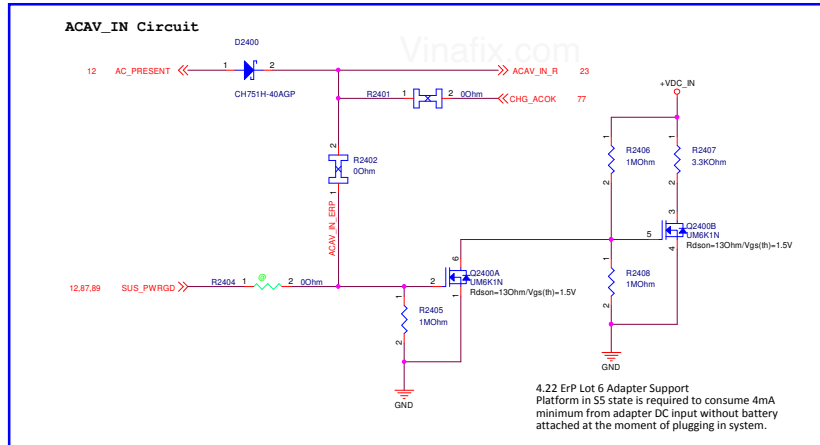 ACAV_IN Circuit
Vinafix.com
D2400
12 AC_PRESENT 1 2 ACAV_IN_R 23
CH751H-40AGP
R2401 1 2 0Ohm CHG_ACOK 77
+VDC_IN
2
R2402
0Ohm
1
1 1
R2406 R2407
1MOhm 3.3KOhm
2 2
ACAV_IN_ERP
3
Q2400B
5 UM6K1N
4 Rdson=13Ohm/Vgs(th)=1.5V
6
Q2400A
2 UM6K1N
1 Rdson=13Ohm/Vgs(th)=1.5V
12,87,89 SUS_PWRGD R2404 1 @ 2 0Ohm
1
R2405
1MOhm
2
1
R2408
1MOhm
2
GND
GND
4.22 ErP Lot 6 Adapter Support
Platform in S5 state is required to consume 4mA
minimum from adapter DC input without battery
attached at the moment of plugging in system.